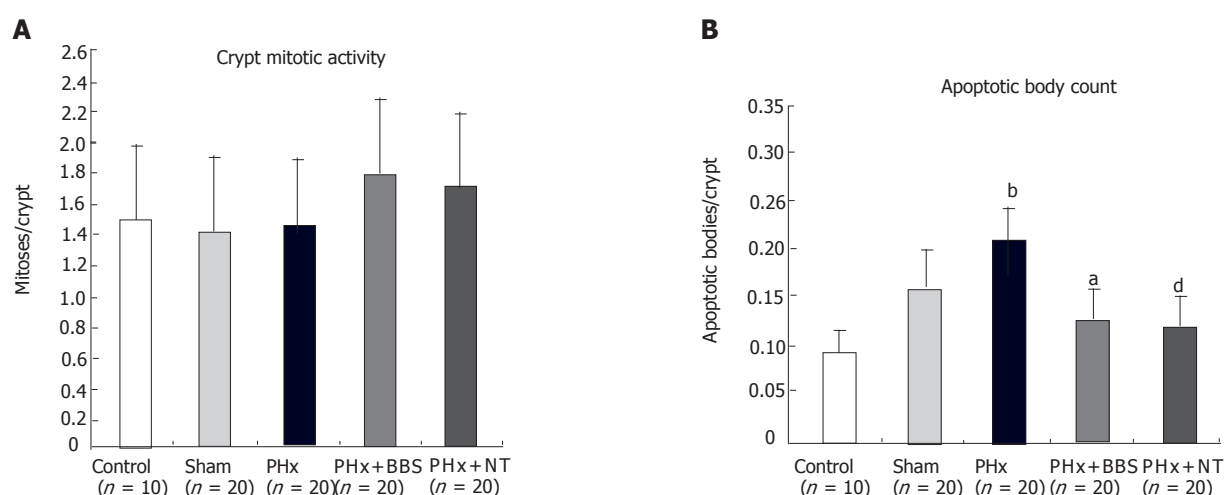 A
Crypt mitotic activity
Mitoses/crypt
2.6
2.4
2.2
2.0
1.8
1.6
1.4
1.2
1.0
0.8
0.6
0.4
0.2
0
Control Sham PHx PHx+BBS PHx+NT
(n = 10) (n = 20) (n = 20) (n = 20) (n = 20)
B
Apoptotic body count
Apoptotic bodies/crypt
0.35
0.30
0.26
0.20
0.15
0.10
0.05
0
b
a
d
Control Sham PHx PHx+BBS PHx+NT
(n = 10) (n = 20) (n = 20) (n = 20) (n = 20)